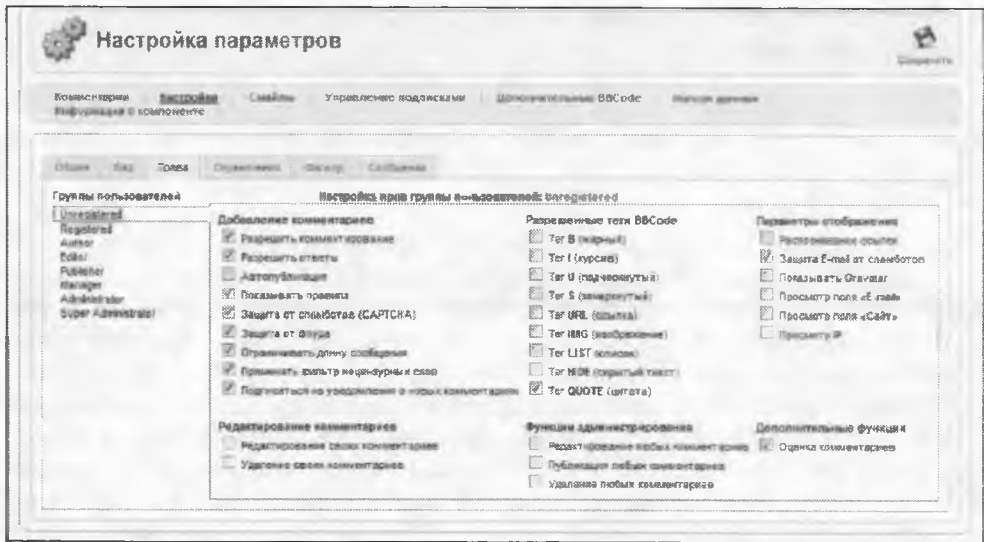 Настройка параметров
Сохранить
Комментарии Настройки Смайлы Управление подписками Дополнительные BBCode Импорт данных
Информация о компоненте
Общие Вид Права Ограничения Фильтр Сообщения
Группы пользователей
Unregistered
Registered
Author
Editor
Publisher
Manager
Administrator
Super Administrator
Настройка прав группы пользователей: Unregistered
Добавление комментариев
Разрешить комментирование
Разрешить ответы
Автопубликация
Показывать правила
Защита от спамботов (CAPTCHA)
Защита от флуда
Ограничивать длину сообщения
Применять фильтр нецензурных слов
Подписаться на уведомления о новых комментариях
Разрешенные теги BBCode
Тег B (жирный)
Тег I (курсив)
Тег U (подчеркнутый)
Тег S (зачеркнутый)
Тег URL (ссылка)
Тег IMG (изображение)
Тег LIST (список)
Тег HIDE (скрытый текст)
Тег QUOTE (цитата)
Параметры отображения
Распознавание ссылок
Защита E-mail от спамботов
Показывать Gravatar
Просмотр поля «E-mail»
Просмотр поля «Сайт»
Просмотр IP
Редактирование комментариев
Редактирование своих комментариев
Удаление своих комментариев
Функции администрирования
Редактирование любых комментариев
Публикация любых комментариев
Удаление любых комментариев
Дополнительные функции
Оценка комментариев